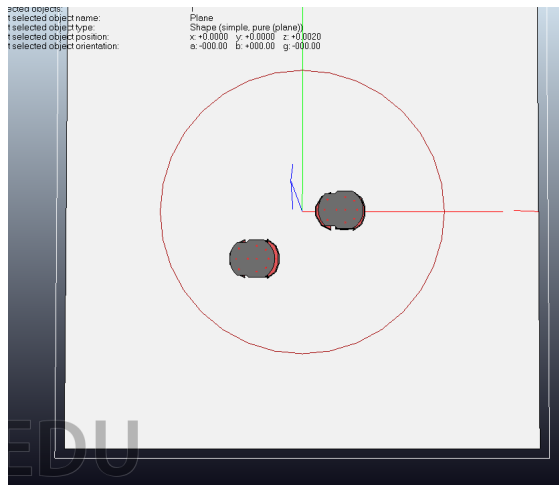 ected objects: 1
t selected object name: Plane
t selected object type: Shape (simple, pure (plane))
t selected object position: x: +0.0000 y: +0.0000 z: +0.0020
t selected object orientation: a: -000.00 b: +000.00 g: -000.00
EDU